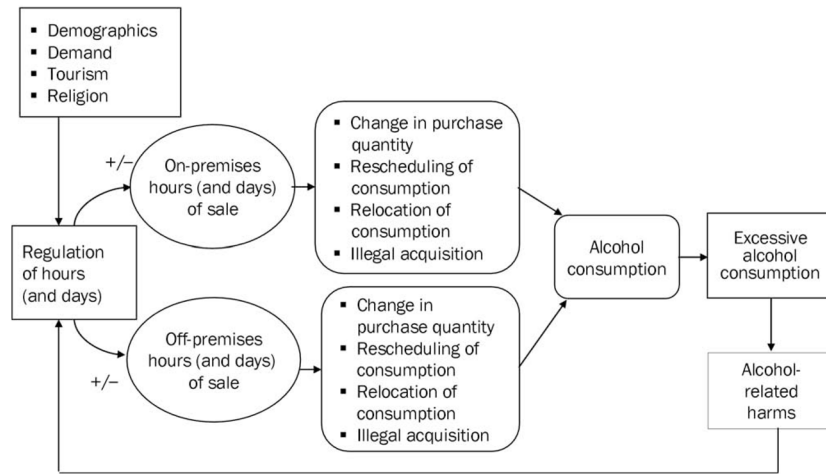 ▪ Demographics
▪ Demand
▪ Tourism
▪ Religion
+/−
On-premises
hours (and days)
of sale
▪ Change in purchase
quantity
▪ Rescheduling of
consumption
▪ Relocation of
consumption
▪ Illegal acquisition
Regulation
of hours
(and days)
Alcohol
consumption
Excessive
alcohol
consumption
+/−
Off-premises
hours (and days)
of sale
▪ Change in
purchase quantity
▪ Rescheduling of
consumption
▪ Relocation of
consumption
▪ Illegal acquisition
Alcohol-
related
harms